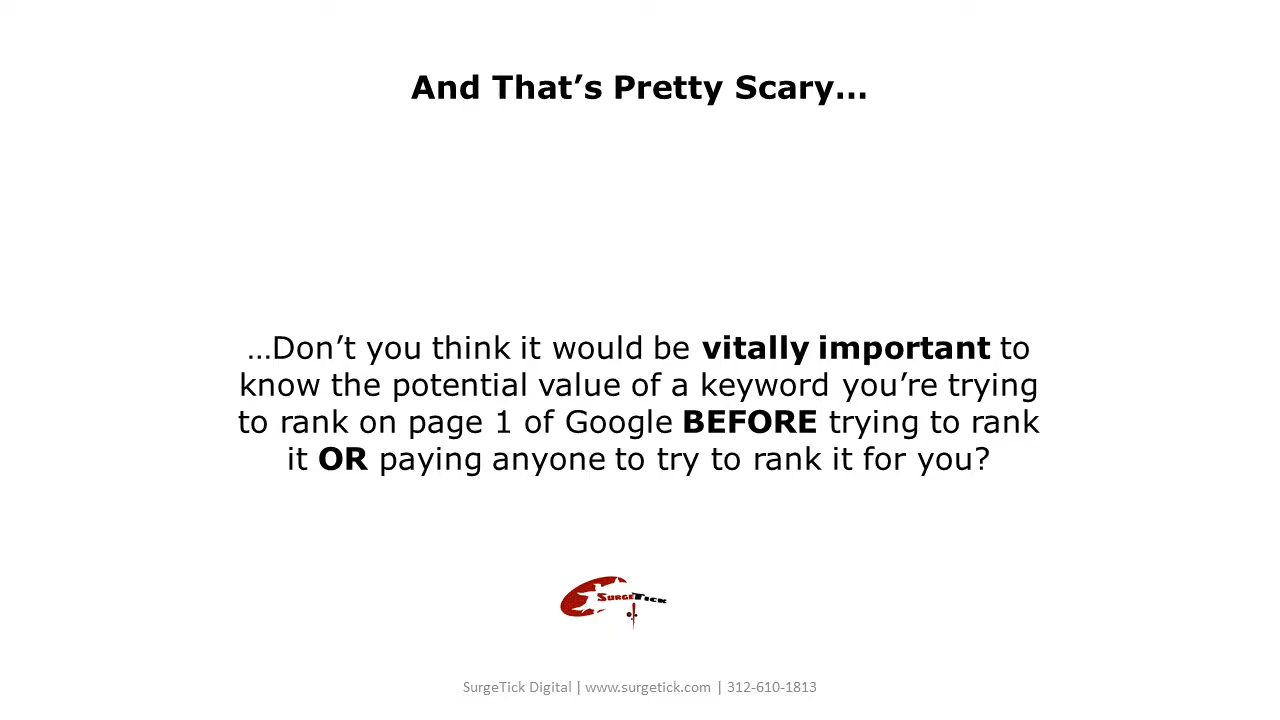 And That’s Pretty Scary…
…Don’t you think it would be vitally important to
know the potential value of a keyword you’re trying
to rank on page 1 of Google BEFORE trying to rank
it OR paying anyone to try to rank it for you?
SurgeTick
SurgeTick Digital | www.surgetick.com | 312-610-1813